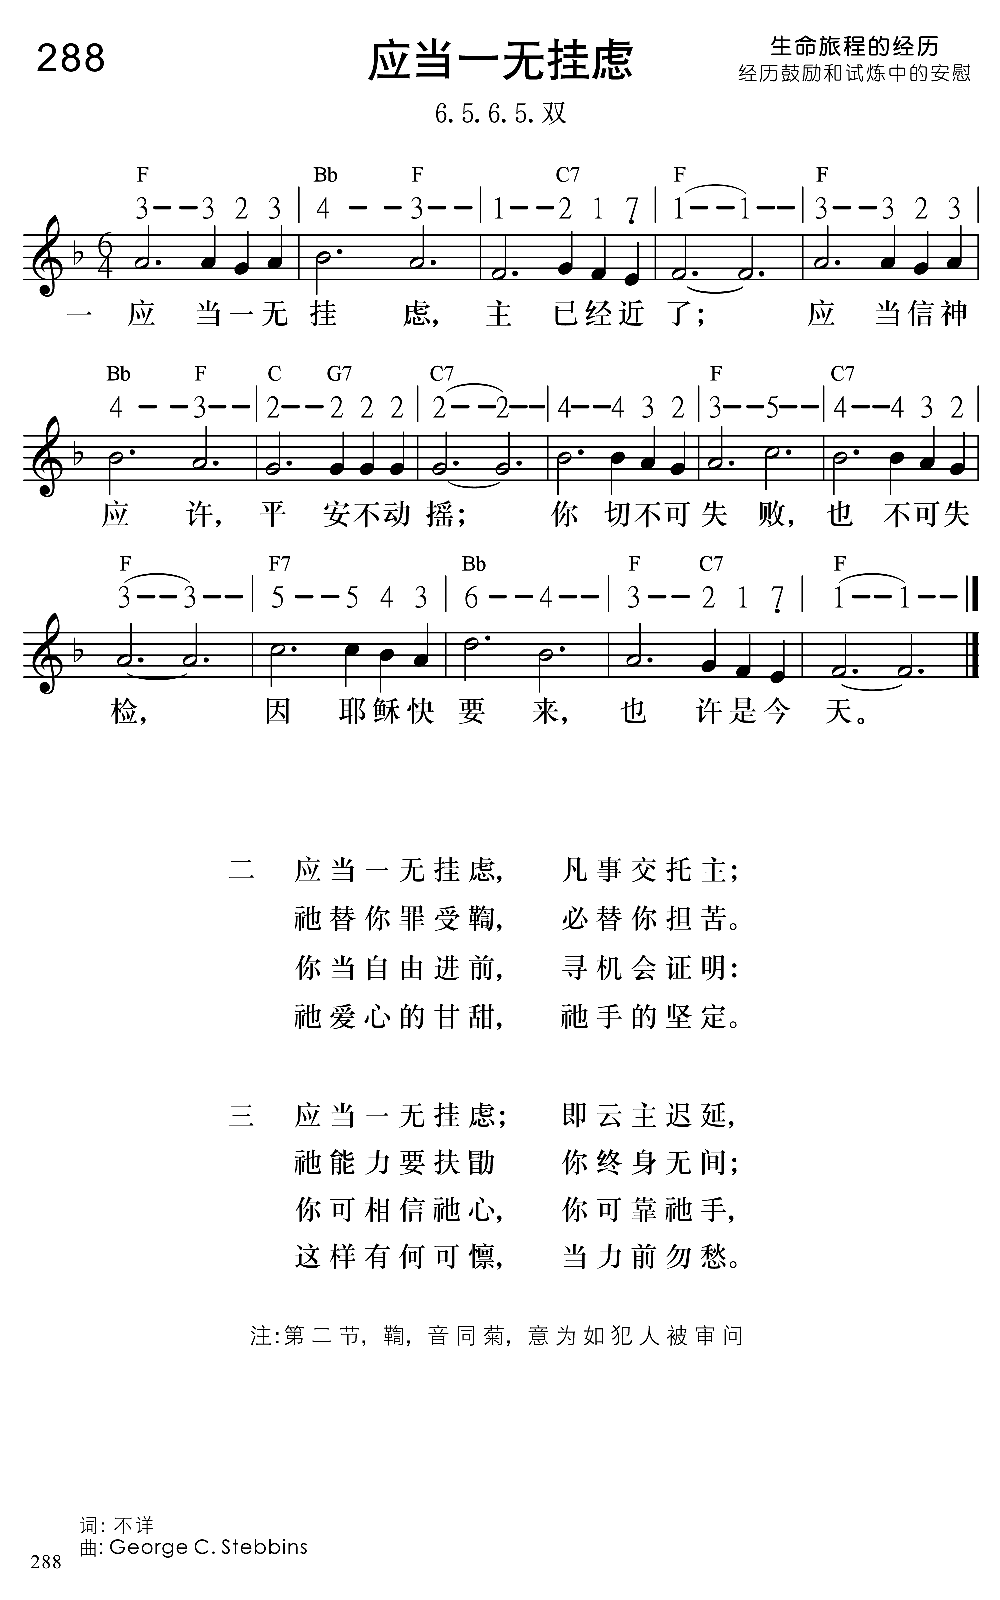 288
应当一无挂虑
生命旅程的经历
经历鼓励和试炼中的安慰
6.5.6.5.双
F Bb F C7 F F
3--3 2 3 | 4 -- 3-- | 1--2 1 7̣ | 1--1-- | 3--3 2 3 |
6
4
一 应 当一无 挂 虑, 主 已经近 了; 应 当信神
Bb F C G7 C7 F C7
4 -- 3-- | 2--2 2 2 | 2--2-- | 4--4 3 2 | 3--5-- | 4--4 3 2 |
应 许, 平 安不动 摇; 你 切不可 失 败, 也 不可失
F F7 Bb F C7 F
3--3-- | 5--5 4 3 | 6--4-- | 3--2 1 7̣ | 1--1-- ‖
检, 因 耶稣快 要 来, 也 许是今 天。
二 应当一无挂虑, 凡事交托主;
祂替你罪受鞫, 必替你担苦。
你当自由进前, 寻机会证明:
祂爱心的甘甜, 祂手的坚定。
三 应当一无挂虑; 即云主迟延,
祂能力要扶勖 你终身无间;
你可相信祂心, 你可靠祂手,
这样有何可懔, 当力前勿愁。
注:第二节, 鞫, 音同菊, 意为如犯人被审问
词: 不详
曲: George C. Stebbins
288